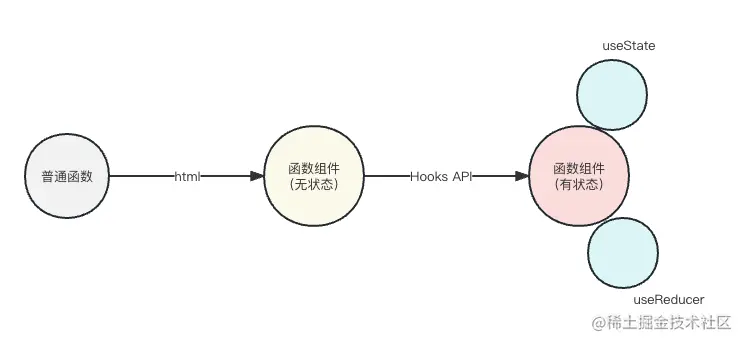 useState
普通函数
html
函数组件
（无状态）
Hooks API
函数组件
（有状态）
useReducer
@稀土掘金技术社区